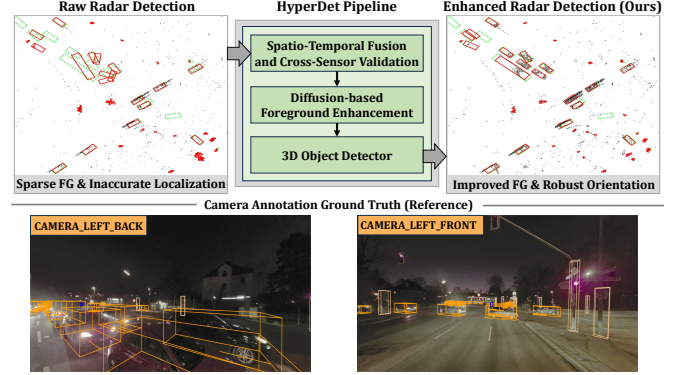 Raw Radar Detection
HyperDet Pipeline
Enhanced Radar Detection (Ours)
Spatio-Temporal Fusion
and Cross-Sensor Validation
Diffusion-based
Foreground Enhancement
3D Object Detector
Sparse FG & Inaccurate Localization
Improved FG & Robust Orientation
Camera Annotation Ground Truth (Reference)
CAMERA_LEFT_BACK
CAMERA_LEFT_FRONT